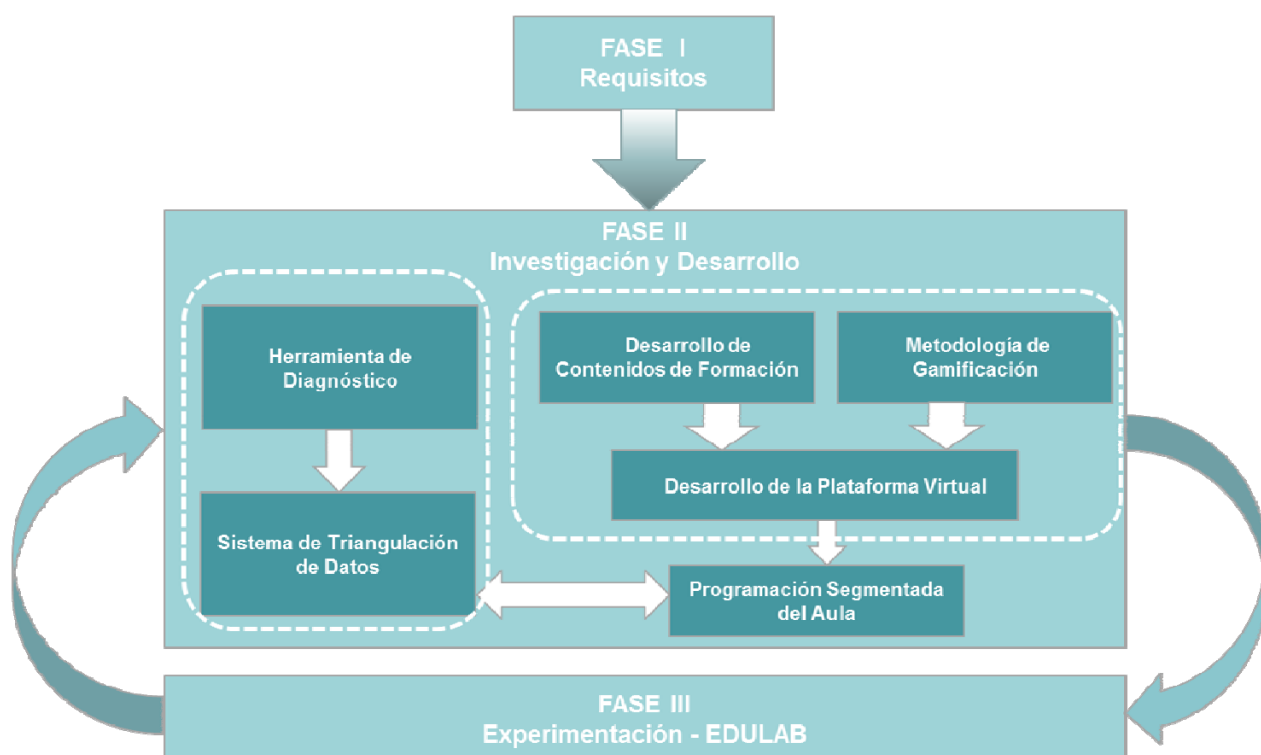 FASE I
Requisitos
FASE II
Investigación y Desarrollo
Herramienta de
Diagnóstico
Sistema de Triangulación
de Datos
Desarrollo de
Contenidos de Formación
Metodología de
Gamificación
Desarrollo de la Plataforma Virtual
Programación Segmentada
del Aula
FASE III
Experimentación - EDULAB